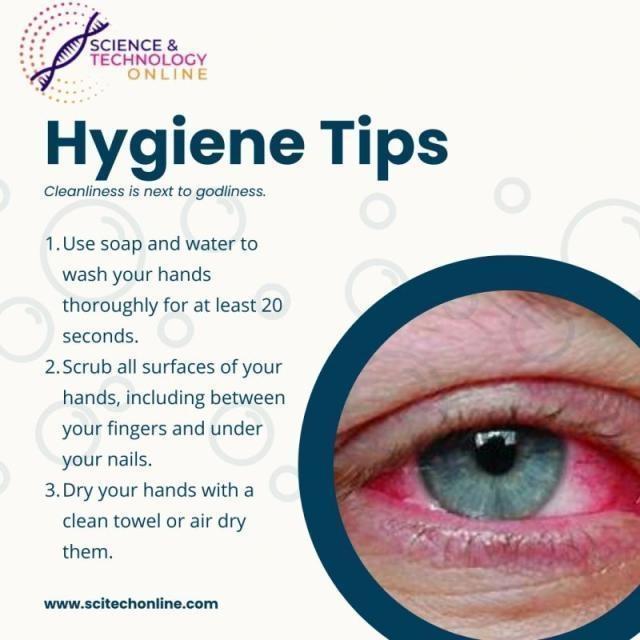 SCIENCE &
TECHNOLOGY
ONLINE
Hygiene Tips
Cleanliness is next to godliness.
1. Use soap and water to
wash your hands
thoroughly for at least 20
seconds.
2. Scrub all surfaces of your
hands, including between
your fingers and under
your nails.
3. Dry your hands with a
clean towel or air dry
them.
www.scitechonline.com